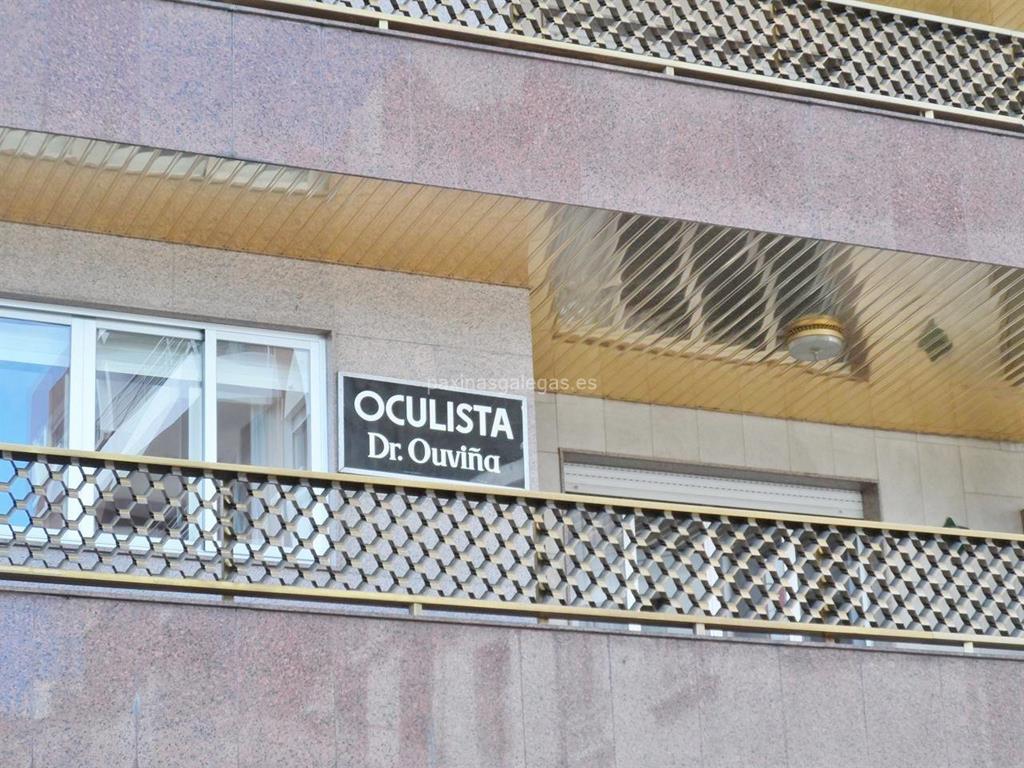 paxinasgalegas.es
OCULISTA
Dr. Ouviña